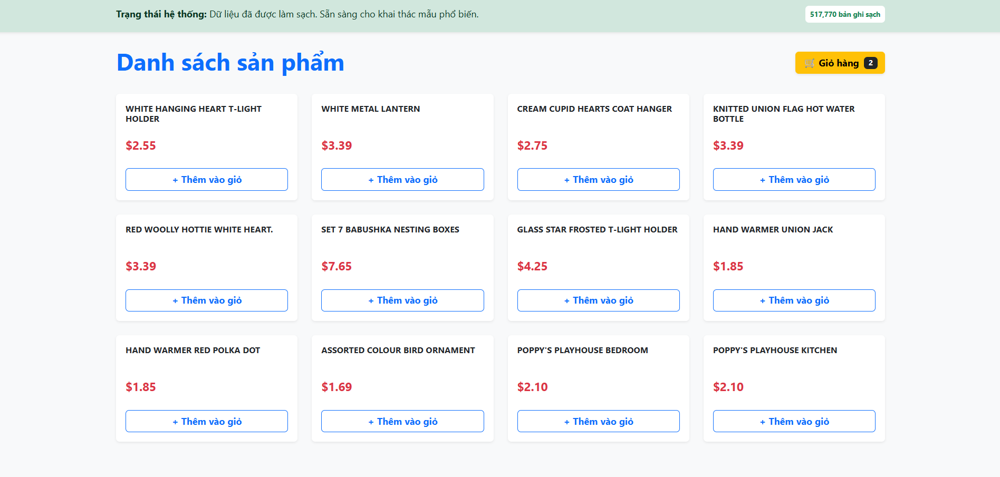 Trạng thái hệ thống: Dữ liệu đã được làm sạch. Sẵn sàng cho khai thác mẫu phổ biến.
517,770 bản ghi sạch
Danh sách sản phẩm
🛒 Giỏ hàng 2
WHITE HANGING HEART T-LIGHT
HOLDER
$2.55
+ Thêm vào giỏ
WHITE METAL LANTERN
$3.39
+ Thêm vào giỏ
CREAM CUPID HEARTS COAT HANGER
$2.75
+ Thêm vào giỏ
KNITTED UNION FLAG HOT WATER
BOTTLE
$3.39
+ Thêm vào giỏ
RED WOOLLY HOTTIE WHITE HEART.
$3.39
+ Thêm vào giỏ
SET 7 BABUSHKA NESTING BOXES
$7.65
+ Thêm vào giỏ
GLASS STAR FROSTED T-LIGHT HOLDER
$4.25
+ Thêm vào giỏ
HAND WARMER UNION JACK
$1.85
+ Thêm vào giỏ
HAND WARMER RED POLKA DOT
$1.85
+ Thêm vào giỏ
ASSORTED COLOUR BIRD ORNAMENT
$1.69
+ Thêm vào giỏ
POPPY'S PLAYHOUSE BEDROOM
$2.10
+ Thêm vào giỏ
POPPY'S PLAYHOUSE KITCHEN
$2.10
+ Thêm vào giỏ